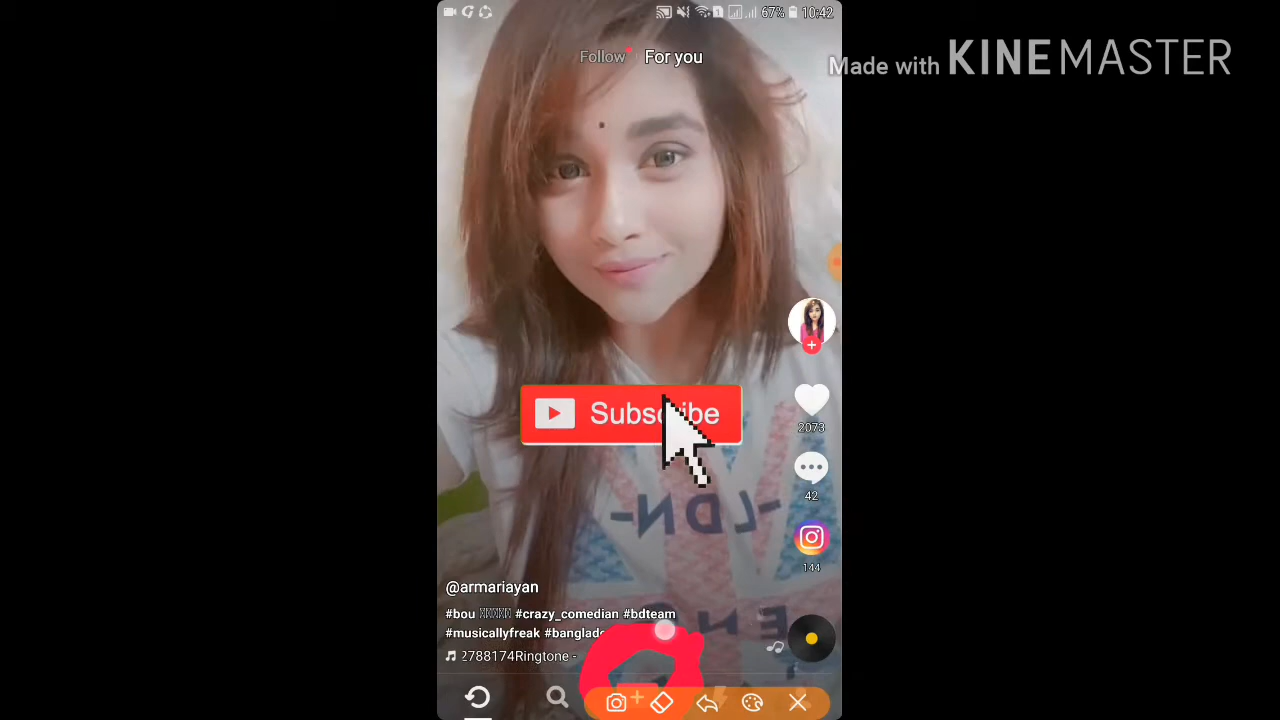 67% 10:42
Follow For you
Made with KINEMASTER
Subscribe
2073
-LDN-
42
144
@armariayan
#bou #crazy_comedian #bdteam
#musicallyfreak
2788174Ringtone -